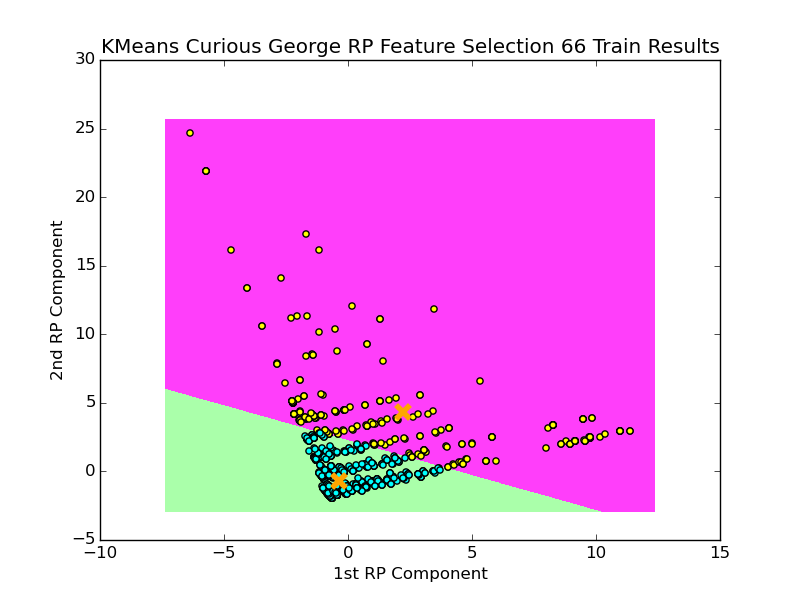 KMeans Curious George RP Feature Selection 66 Train Results
30
25
20
15
10
5
0
−5
2nd RP Component
−10 −5 0 5 10 15
1st RP Component